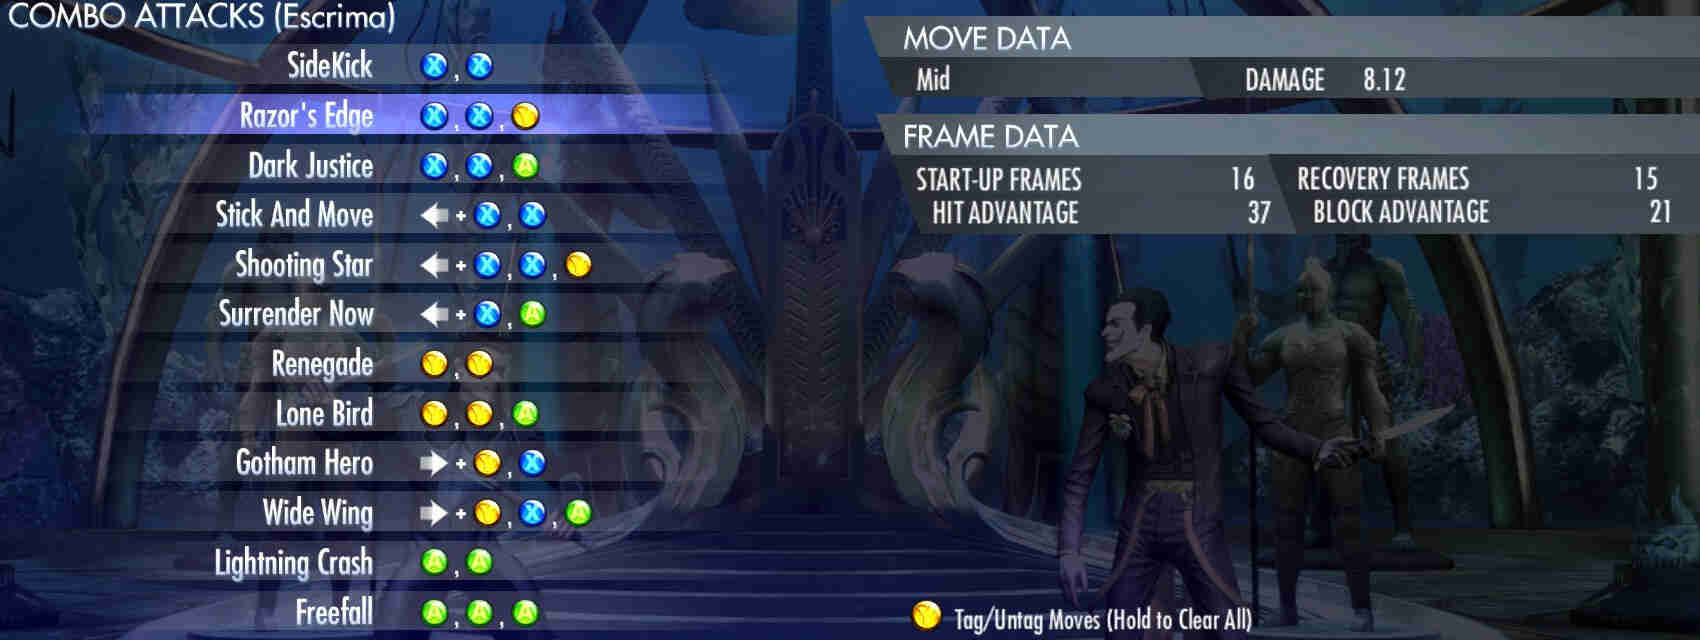 COMBO ATTACKS (Escrima)
SideKick X, X
Razor's Edge X, X, Y
Dark Justice X, X, A
Stick And Move + X, X
Shooting Star + X, X, Y
Surrender Now + X, A
Renegade Y, Y
Lone Bird Y, Y, A
Gotham Hero + Y, X
Wide Wing + Y, X, A
Lightning Crash A, A
Freefall A, A, A
MOVE DATA
Mid DAMAGE 8.12
FRAME DATA
START-UP FRAMES 16 RECOVERY FRAMES 15
HIT ADVANTAGE 37 BLOCK ADVANTAGE 21
Y Tag/Untag Moves (Hold to Clear All)